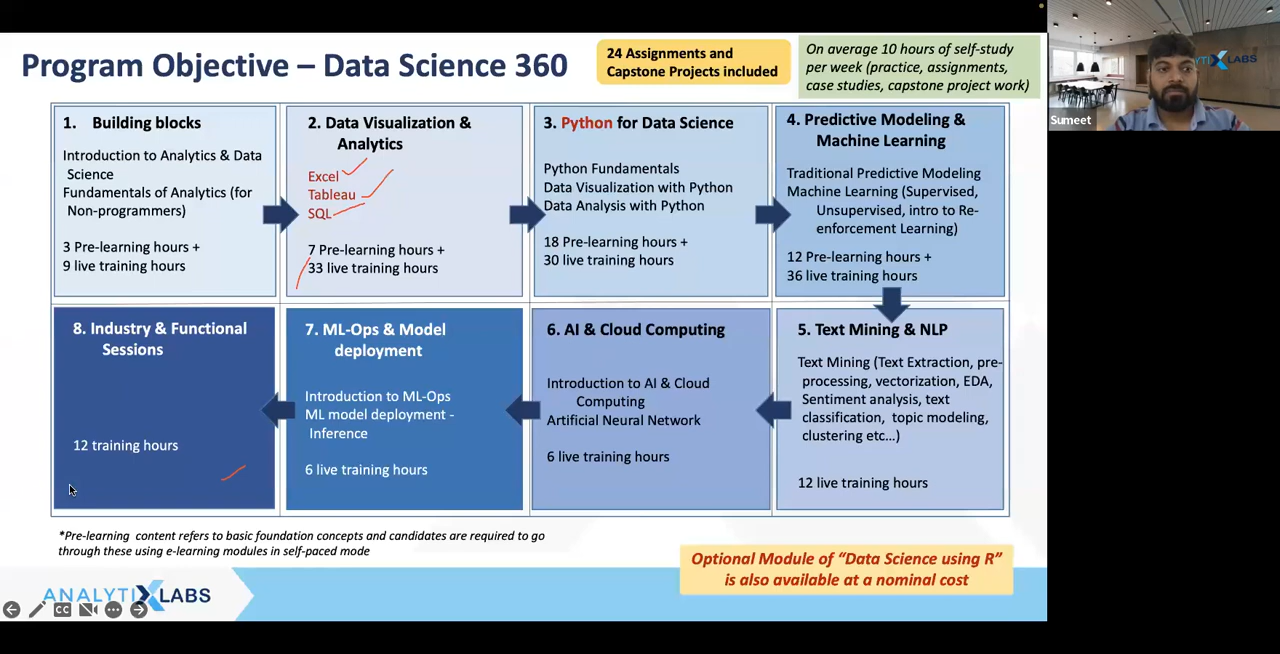 Program Objective – Data Science 360
24 Assignments and
Capstone Projects included
On average 10 hours of self-study
per week (practice, assignments,
case studies, capstone project work)
1. Building blocks
Introduction to Analytics & Data
Science
Fundamentals of Analytics (for
Non-programmers)
3 Pre-learning hours +
9 live training hours
2. Data Visualization &
Analytics
Excel
Tableau
SQL
7 Pre-learning hours +
33 live training hours
3. Python for Data Science
Python Fundamentals
Data Visualization with Python
Data Analysis with Python
18 Pre-learning hours +
30 live training hours
4. Predictive Modeling &
Machine Learning
Traditional Predictive Modeling
Machine Learning (Supervised,
Unsupervised, intro to Re-
enforcement Learning)
12 Pre-learning hours +
36 live training hours
8. Industry & Functional
Sessions
12 training hours
7. ML-Ops & Model
deployment
Introduction to ML-Ops
ML model deployment -
Inference
6 live training hours
6. AI & Cloud Computing
Introduction to AI & Cloud
Computing
Artificial Neural Network
6 live training hours
5. Text Mining & NLP
Text Mining (Text Extraction, pre-
processing, vectorization, EDA,
Sentiment analysis, text
classification, topic modeling,
clustering etc...)
12 live training hours
*Pre-learning content refers to basic foundation concepts and candidates are required to go
through these using e-learning modules in self-paced mode
Optional Module of “Data Science using R”
is also available at a nominal cost
ANALYTIXLABS
CC
Sumeet